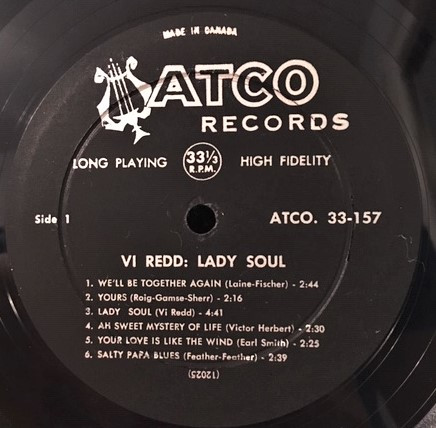 MADE IN CANADA
ATCO
RECORDS
LONG PLAYING 33⅓ R.P.M. HIGH FIDELITY
Side 1 ATCO. 33-157
VI REDD: LADY SOUL
1. WE'LL BE TOGETHER AGAIN (Laine-Fischer) - 2:44
2. YOURS (Roig-Gamse-Sherr) - 2:16
3. LADY SOUL (Vi Redd) - 4:41
4. AH SWEET MYSTERY OF LIFE (Victor Herbert) - 2:30
5. YOUR LOVE IS LIKE THE WIND (Earl Smith) - 2:25
6. SALTY PAPA BLUES (Feather-Feather) - 2:39
(12025)